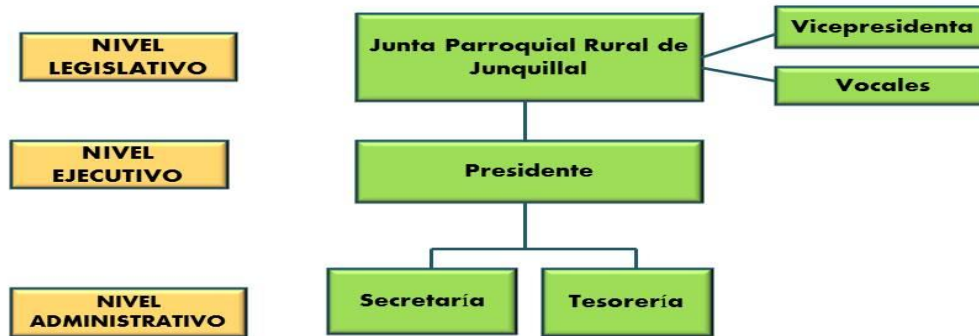 NIVEL
LEGISLATIVO
Junta Parroquial Rural de
Junquillal
Vicepresidenta
Vocales
NIVEL
EJECUTIVO
Presidente
NIVEL
ADMINISTRATIVO
Secretaría
Tesorería